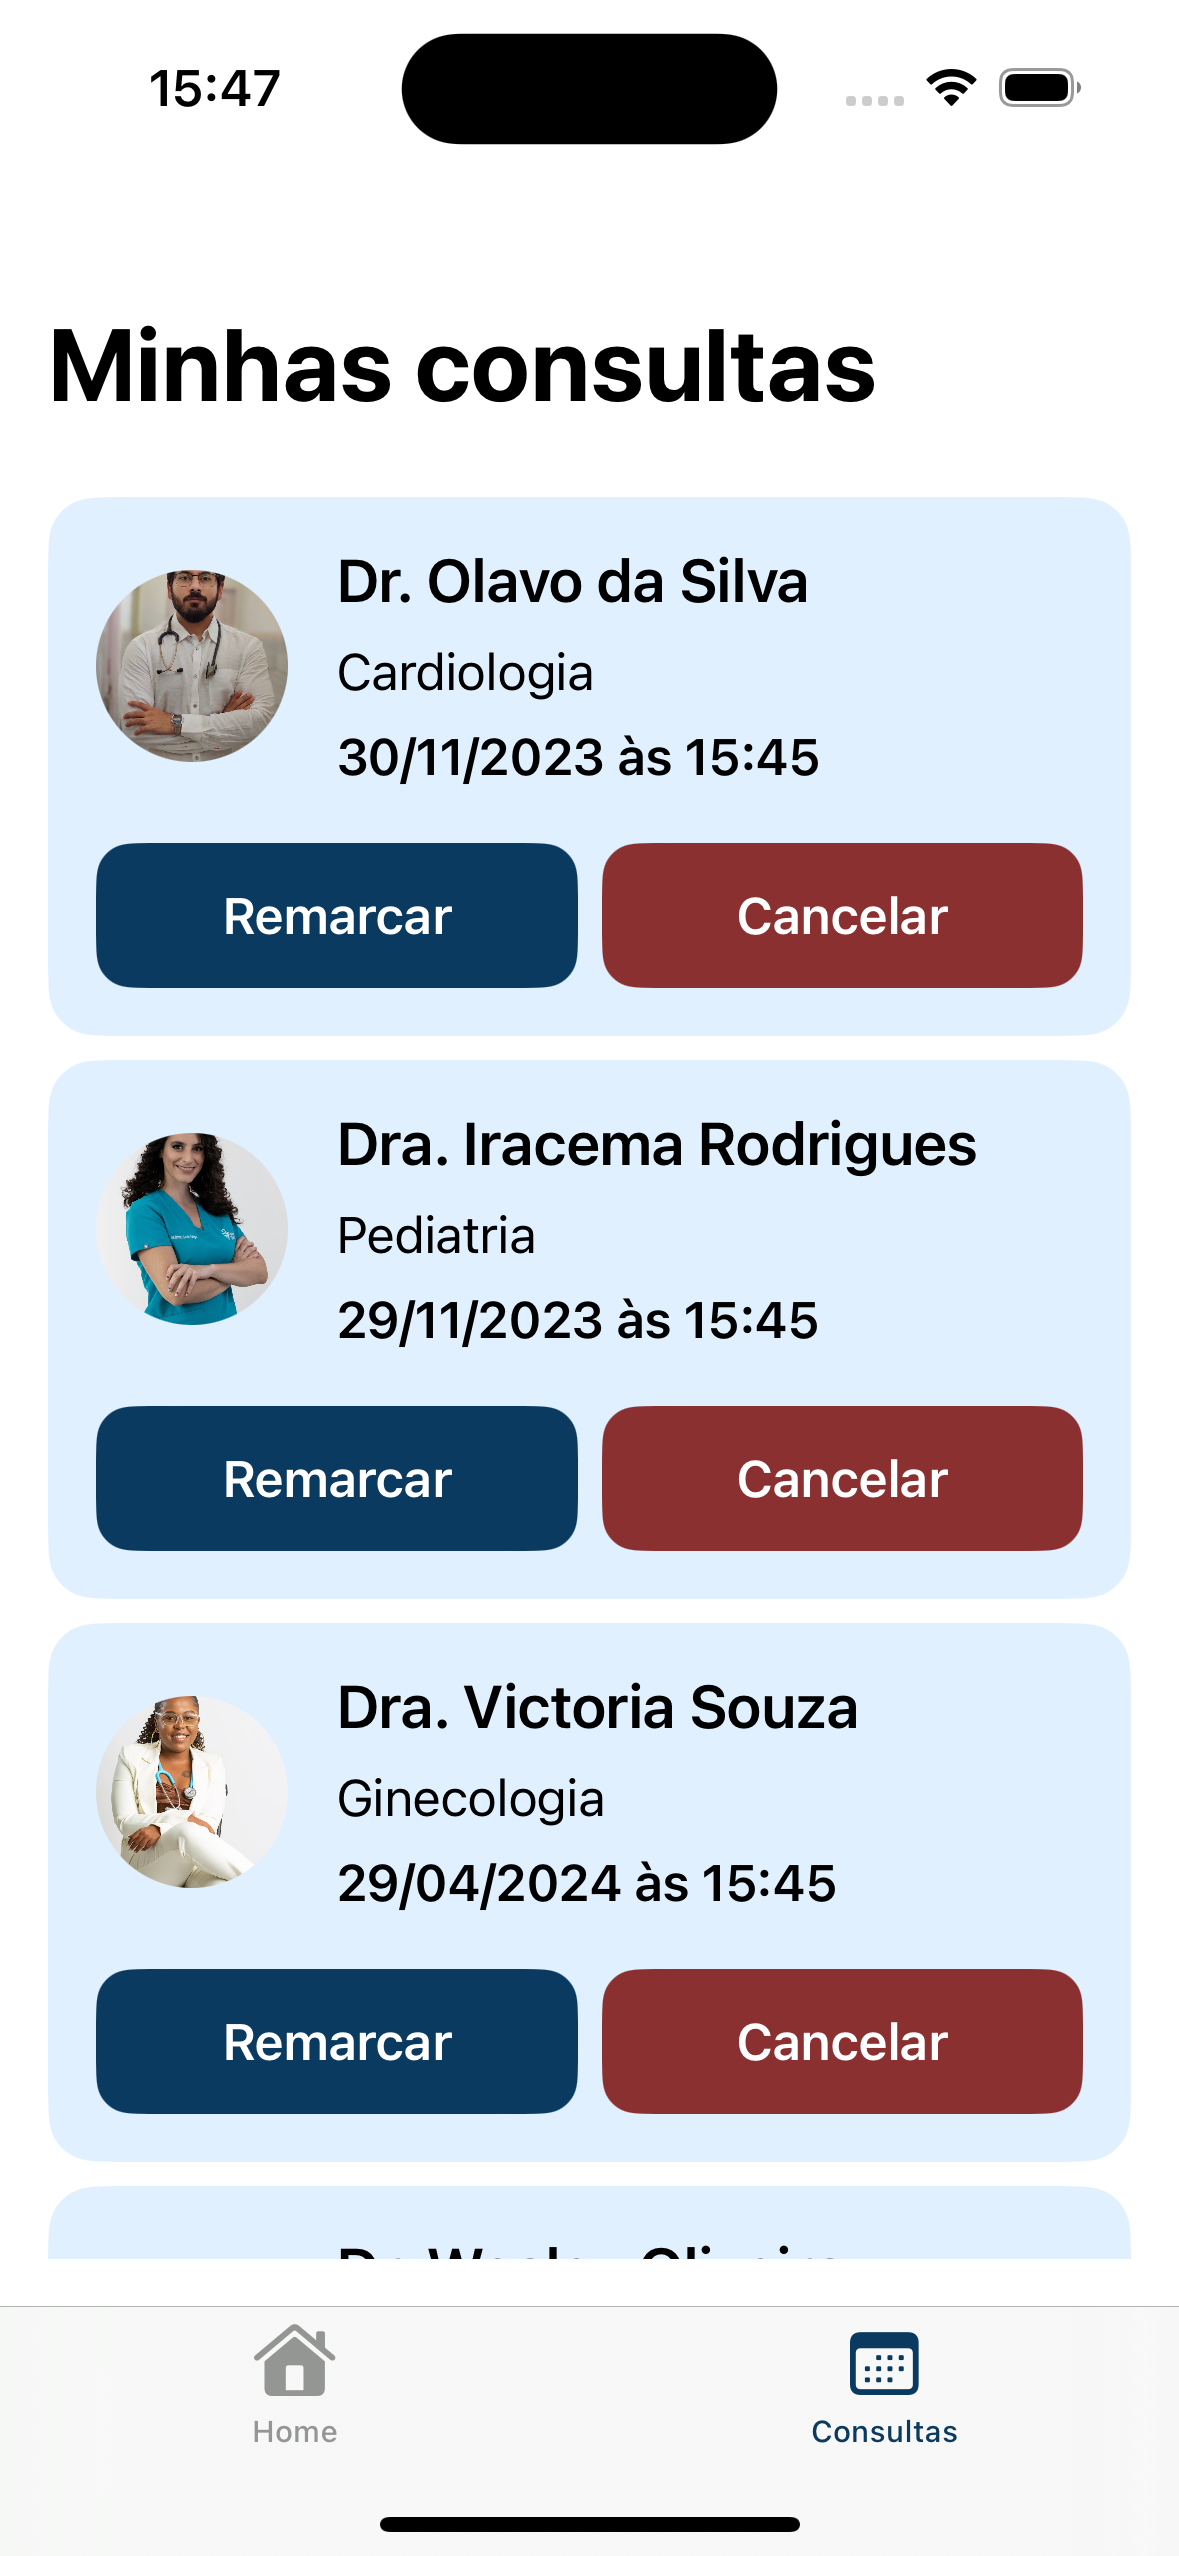 15:47
Minhas consultas
Dr. Olavo da Silva
Cardiologia
30/11/2023 às 15:45
Remarcar Cancelar
Dra. Iracema Rodrigues
Pediatria
29/11/2023 às 15:45
Remarcar Cancelar
Dra. Victoria Souza
Ginecologia
29/04/2024 às 15:45
Remarcar Cancelar
Home Consultas